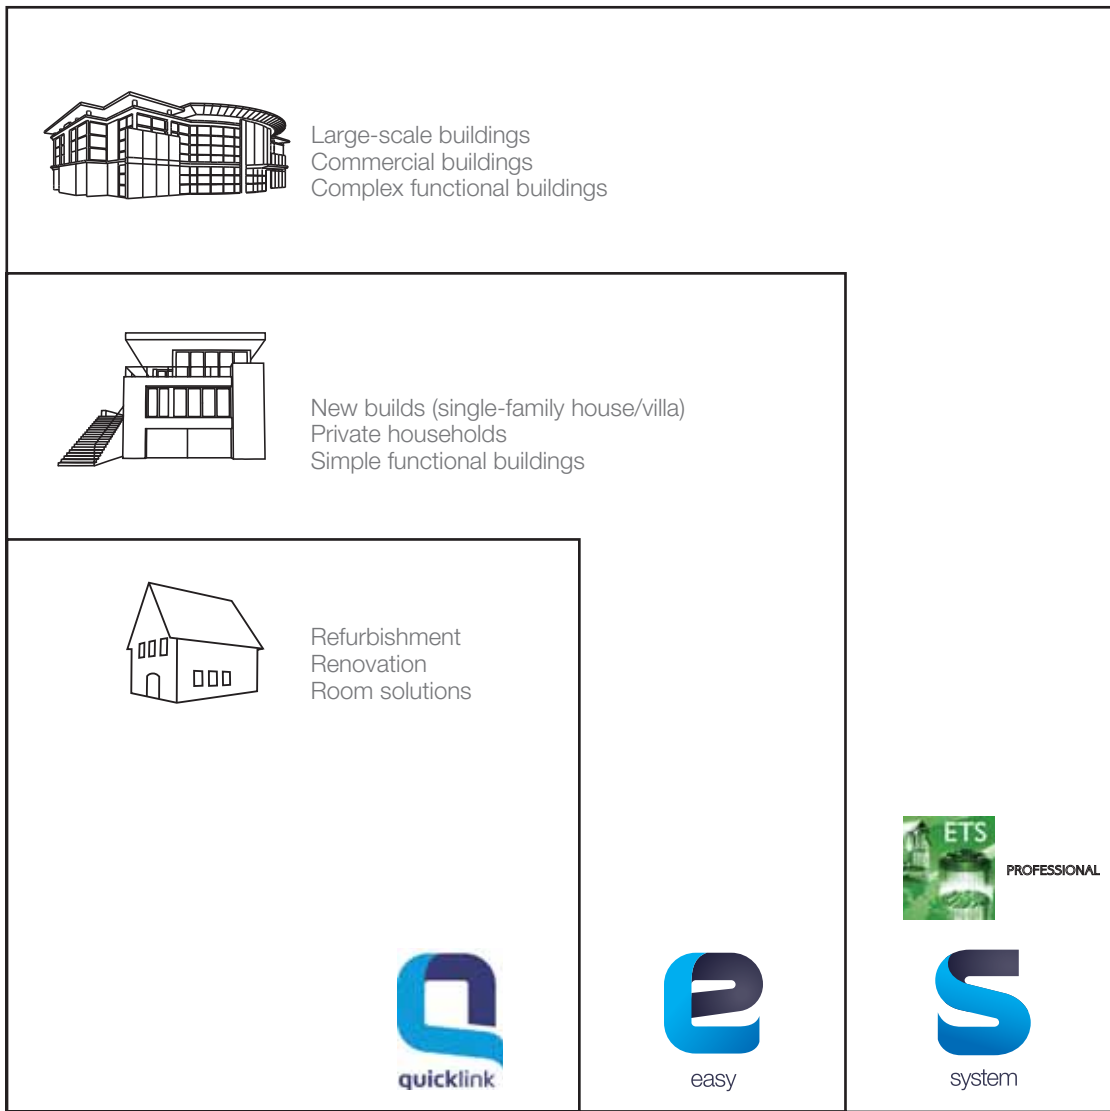 Large-scale buildings
Commercial buildings
Complex functional buildings
New builds (single-family house/villa)
Private households
Simple functional buildings
Refurbishment
Renovation
Room solutions
ETS
PROFESSIONAL
quicklink
easy
system